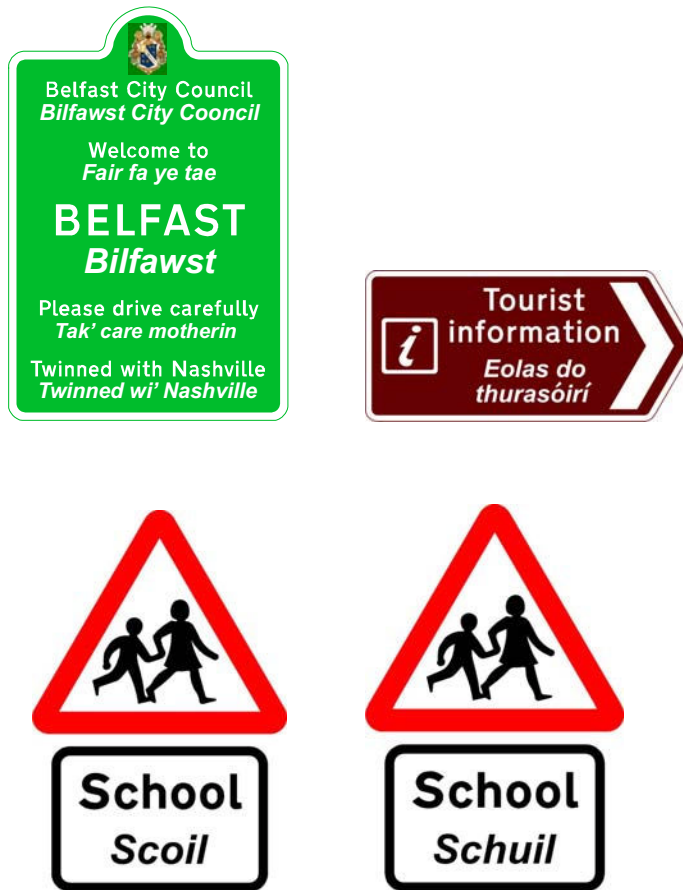 Belfast City Council
Bilfawst City Cooncil
Welcome to
Fair fa ye tae
BELFAST
Bilfawst
Please drive carefully
Tak' care motherin
Twinned with Nashville
Twinned wi' Nashville
Tourist
information
i
Eolas do
thurasóirí
School
Scoil
School
Schuil